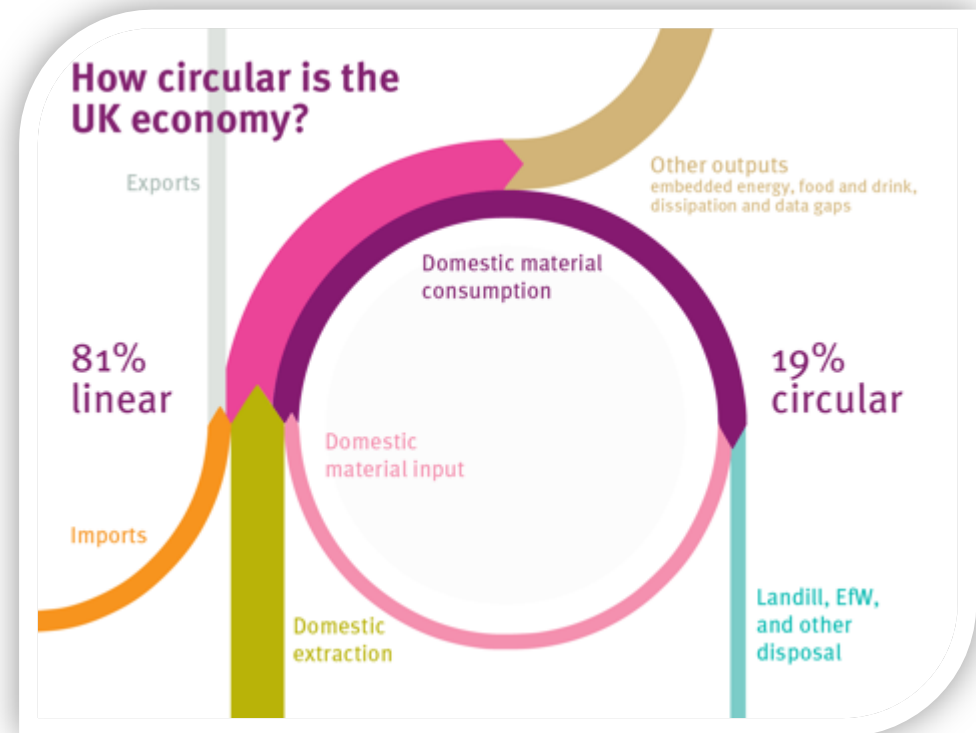 How circular is the
UK economy?
Exports
Other outputs
embedded energy, food and drink,
dissipation and data gaps
Domestic material
consumption
81%
linear
19%
circular
Domestic
material input
Imports
Domestic
extraction
Landill, EfW,
and other
disposal